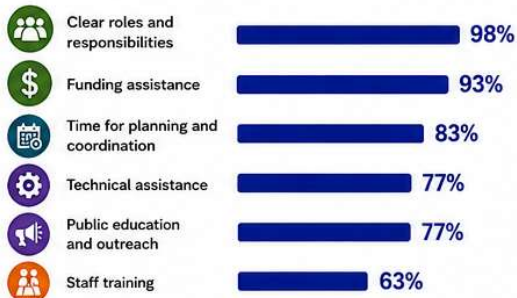 Clear roles and
responsibilities
98%
$
Funding assistance
93%
Time for planning and
coordination
83%
Technical assistance
77%
Public education
and outreach
77%
Staff training
63%